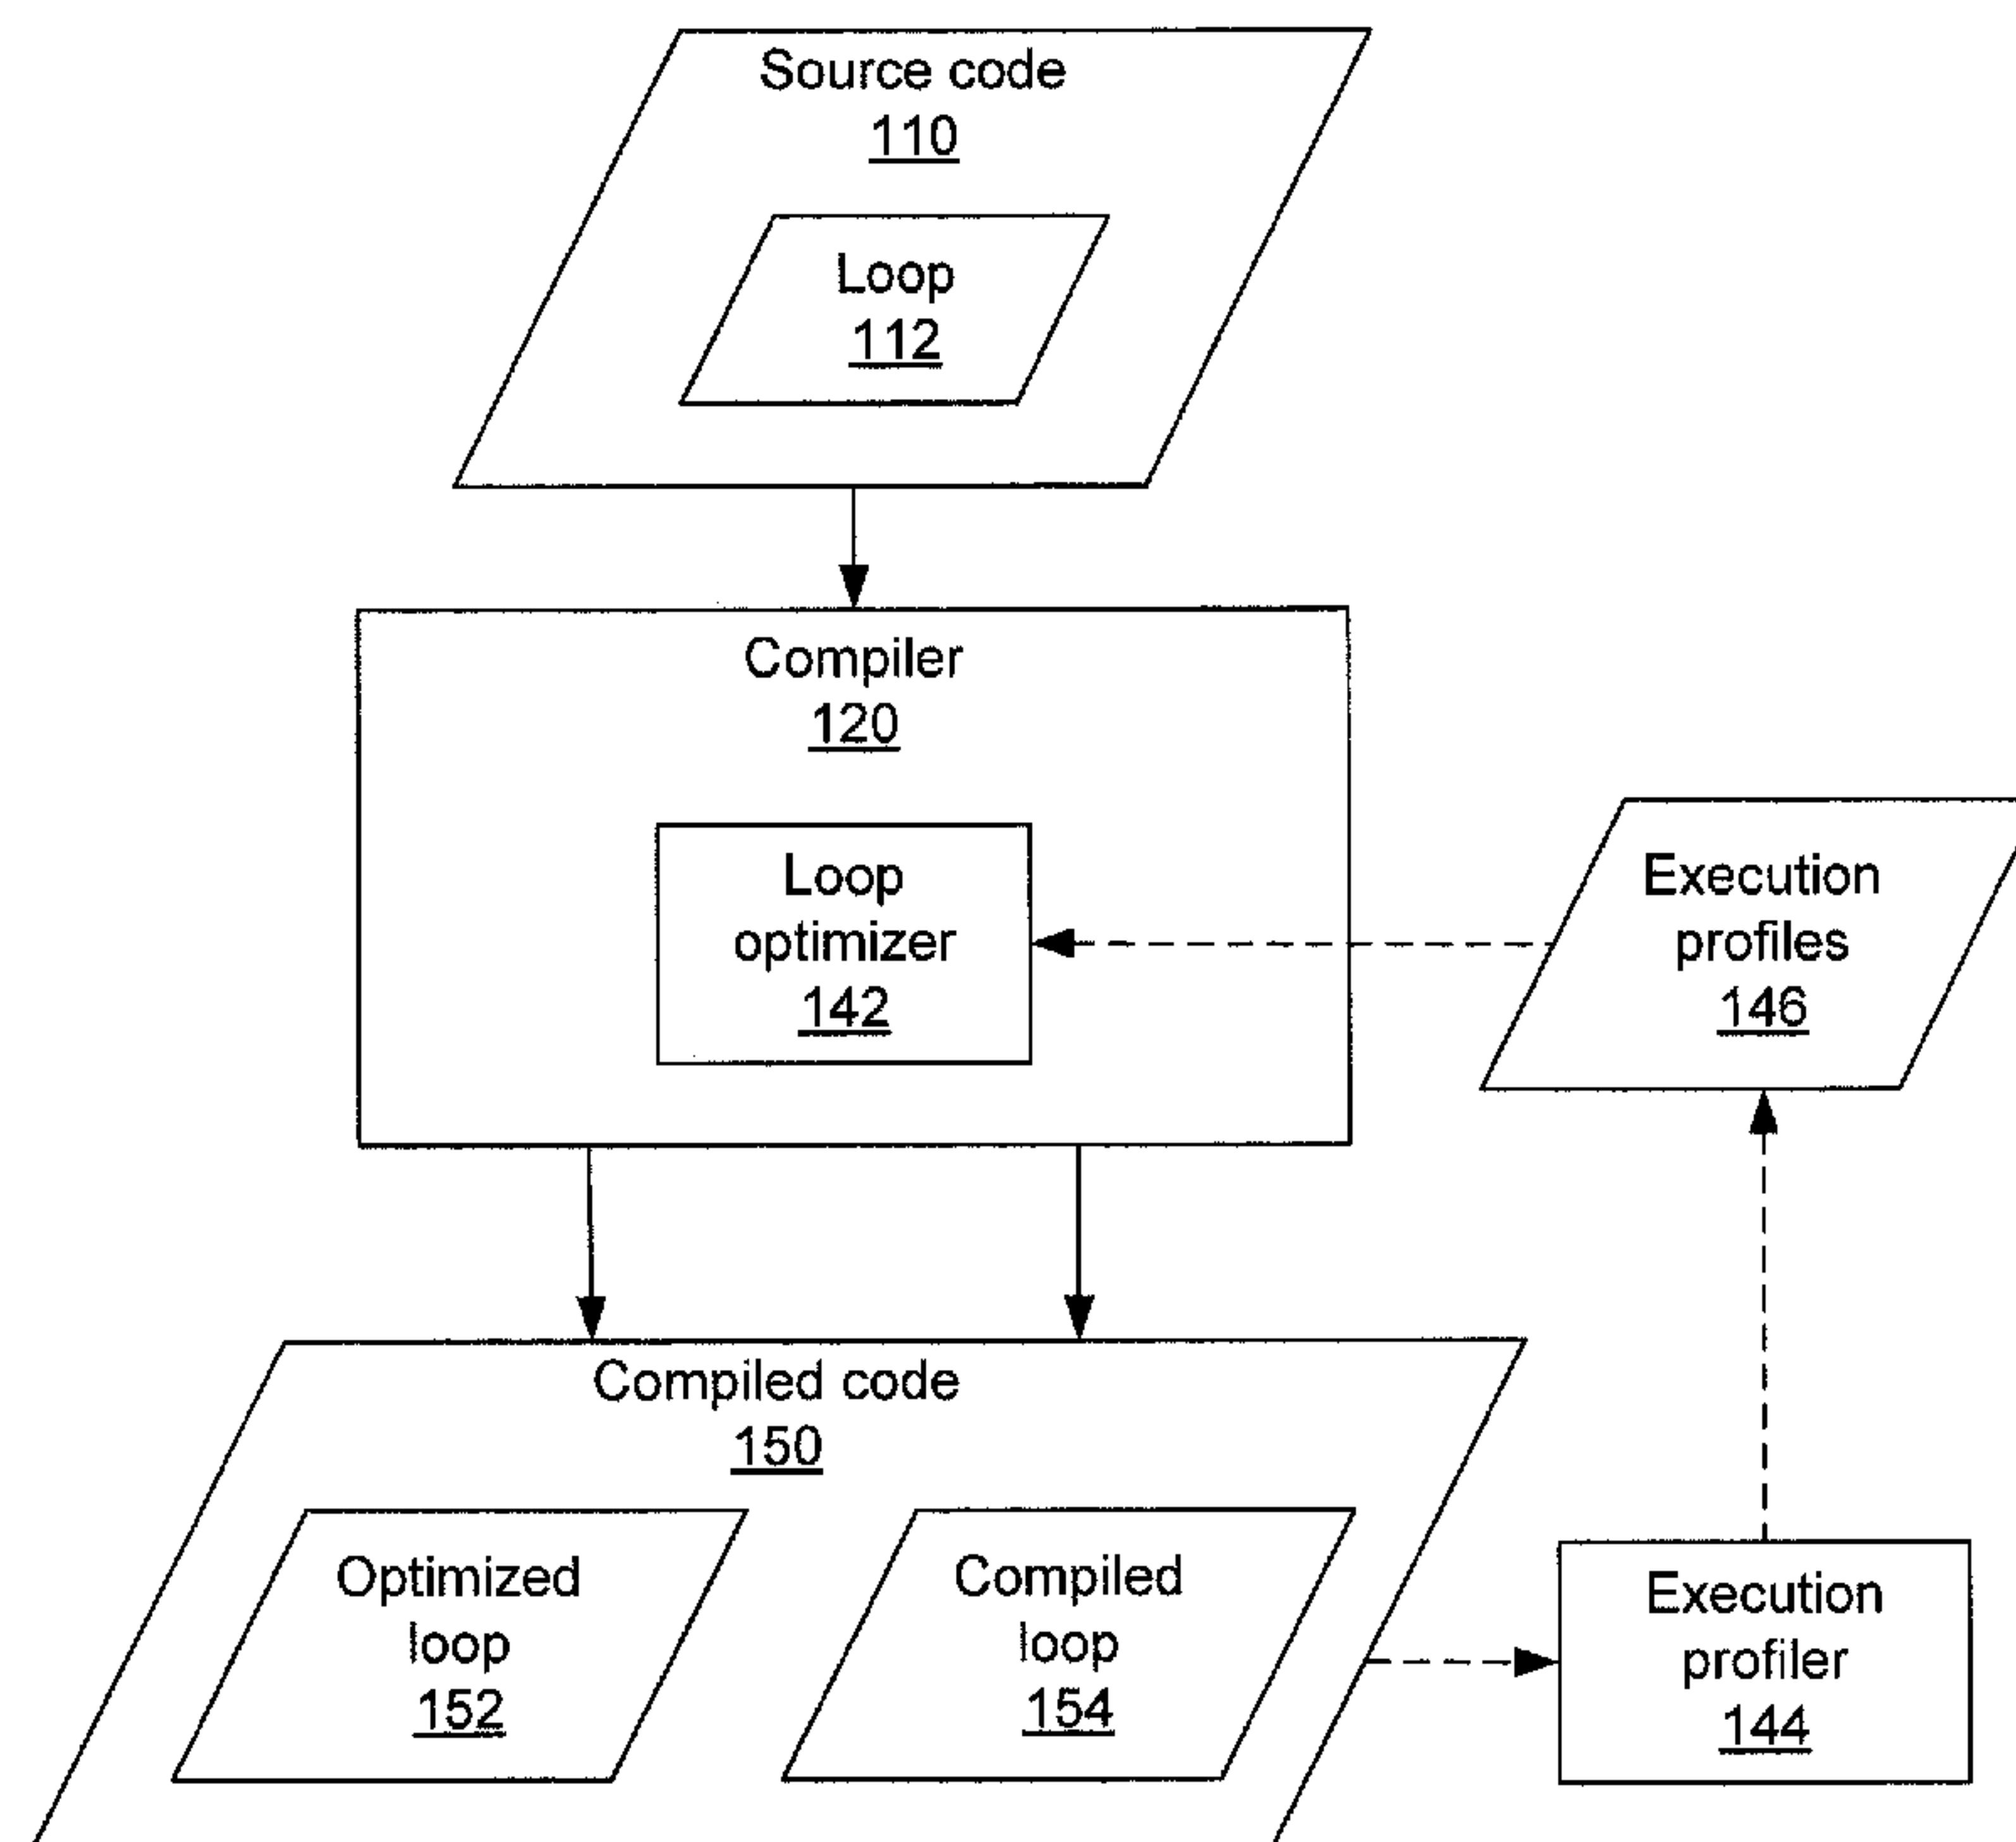 Source code
110
Loop
112
Compiler
120
Loop
optimizer
142
Execution
profiles
146
Compiled code
150
Optimized
loop
152
Compiled
loop
154
Execution
profiler
144